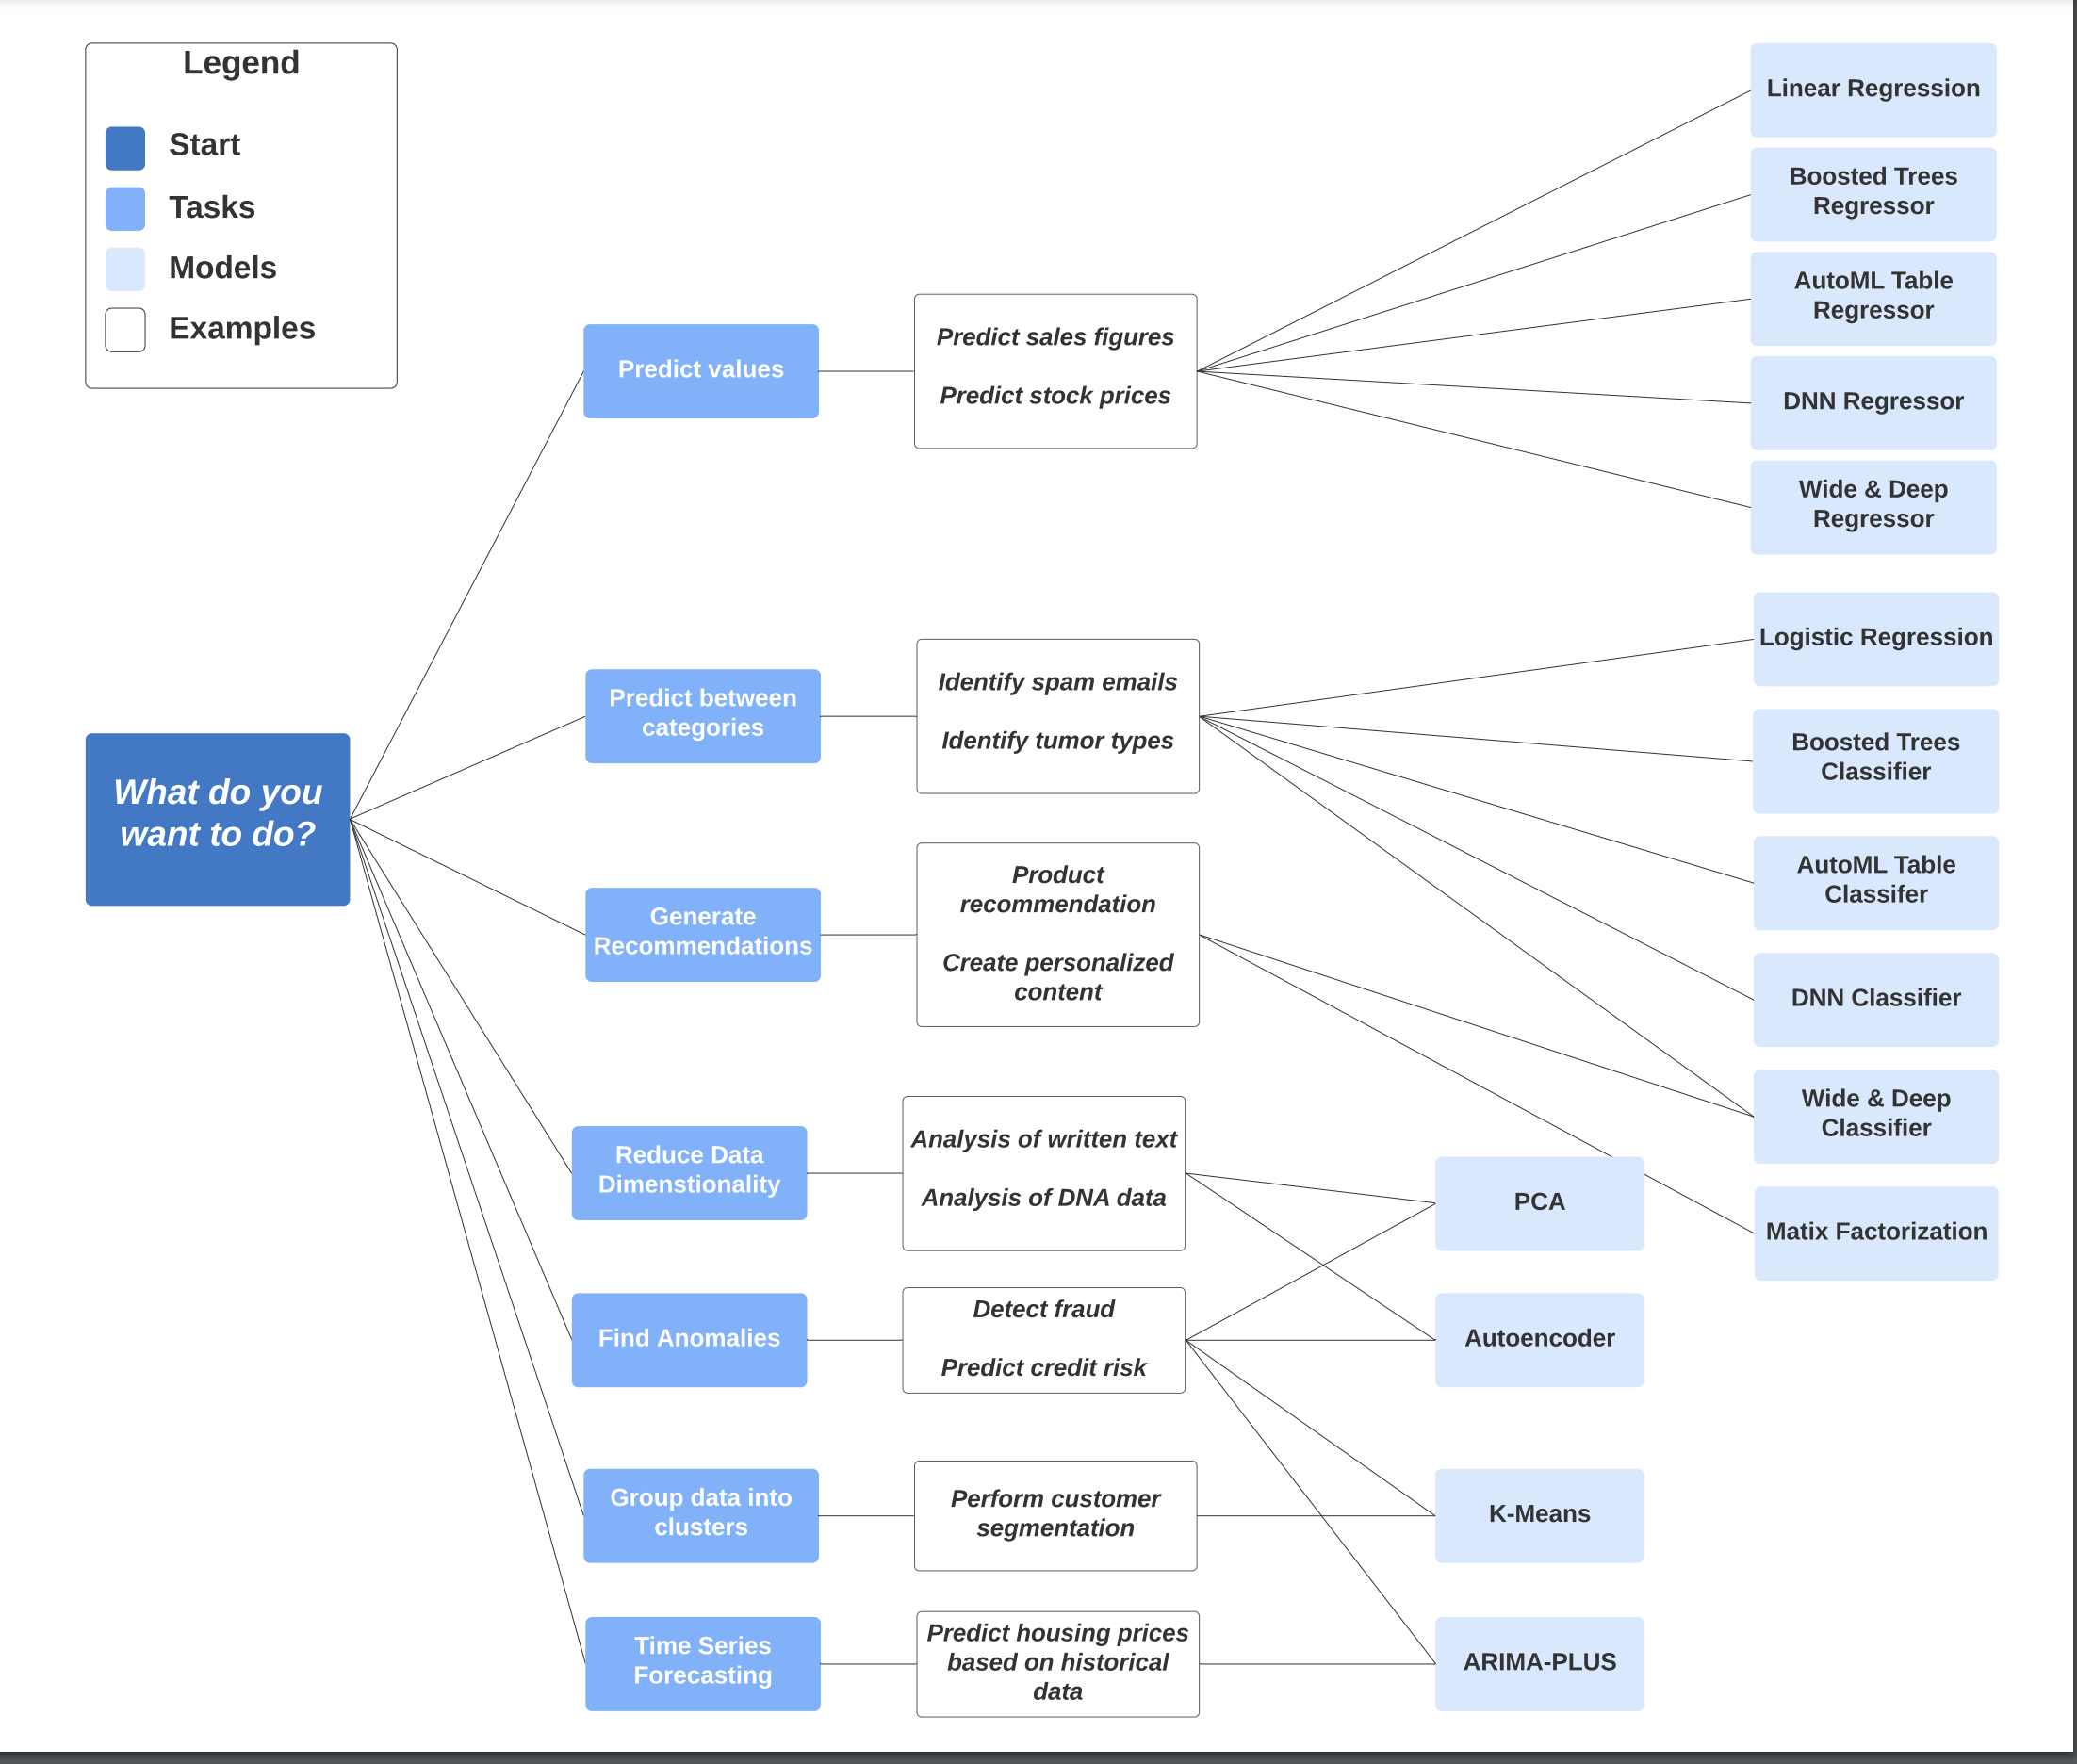 Legend
Start
Tasks
Models
Examples
What do you
want to do?
Predict values
Predict sales figures
Predict stock prices
Linear Regression
Boosted Trees
Regressor
AutoML Table
Regressor
DNN Regressor
Wide & Deep
Regressor
Predict between
categories
Identify spam emails
Identify tumor types
Logistic Regression
Boosted Trees
Classifier
AutoML Table
Classifer
DNN Classifier
Wide & Deep
Classifier
Generate
Recommendations
Product
recommendation
Create personalized
content
Matix Factorization
Reduce Data
Dimenstionality
Analysis of written text
Analysis of DNA data
PCA
Find Anomalies
Detect fraud
Predict credit risk
Autoencoder
Group data into
clusters
Perform customer
segmentation
K-Means
Time Series
Forecasting
Predict housing prices
based on historical
data
ARIMA-PLUS